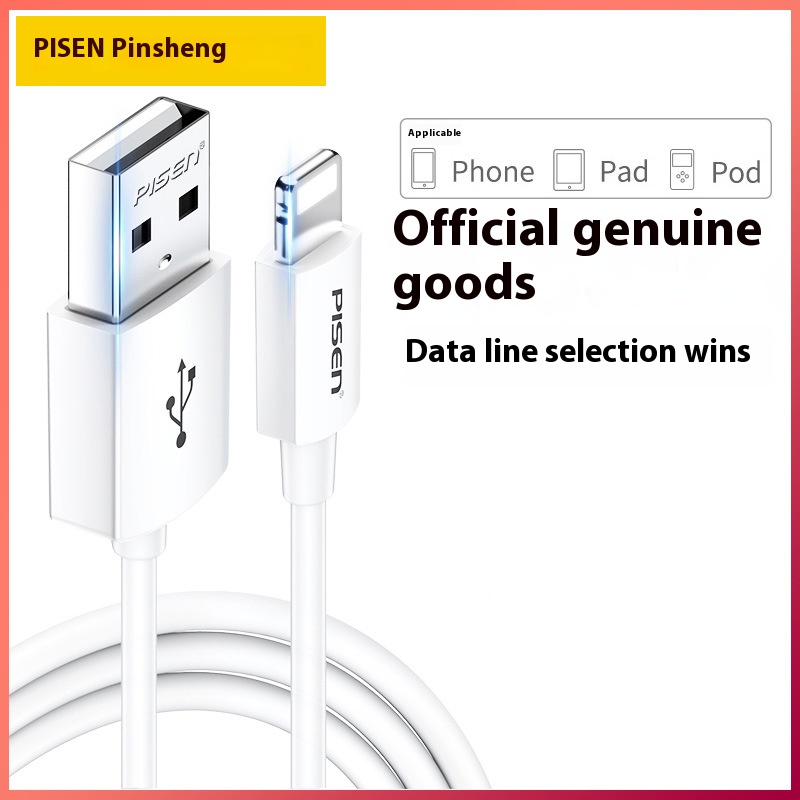 PISEN Pinsheng
PISEN®
Applicable
Phone
Pad
Pod
Official genuine
goods
Data line selection wins
PISEN®